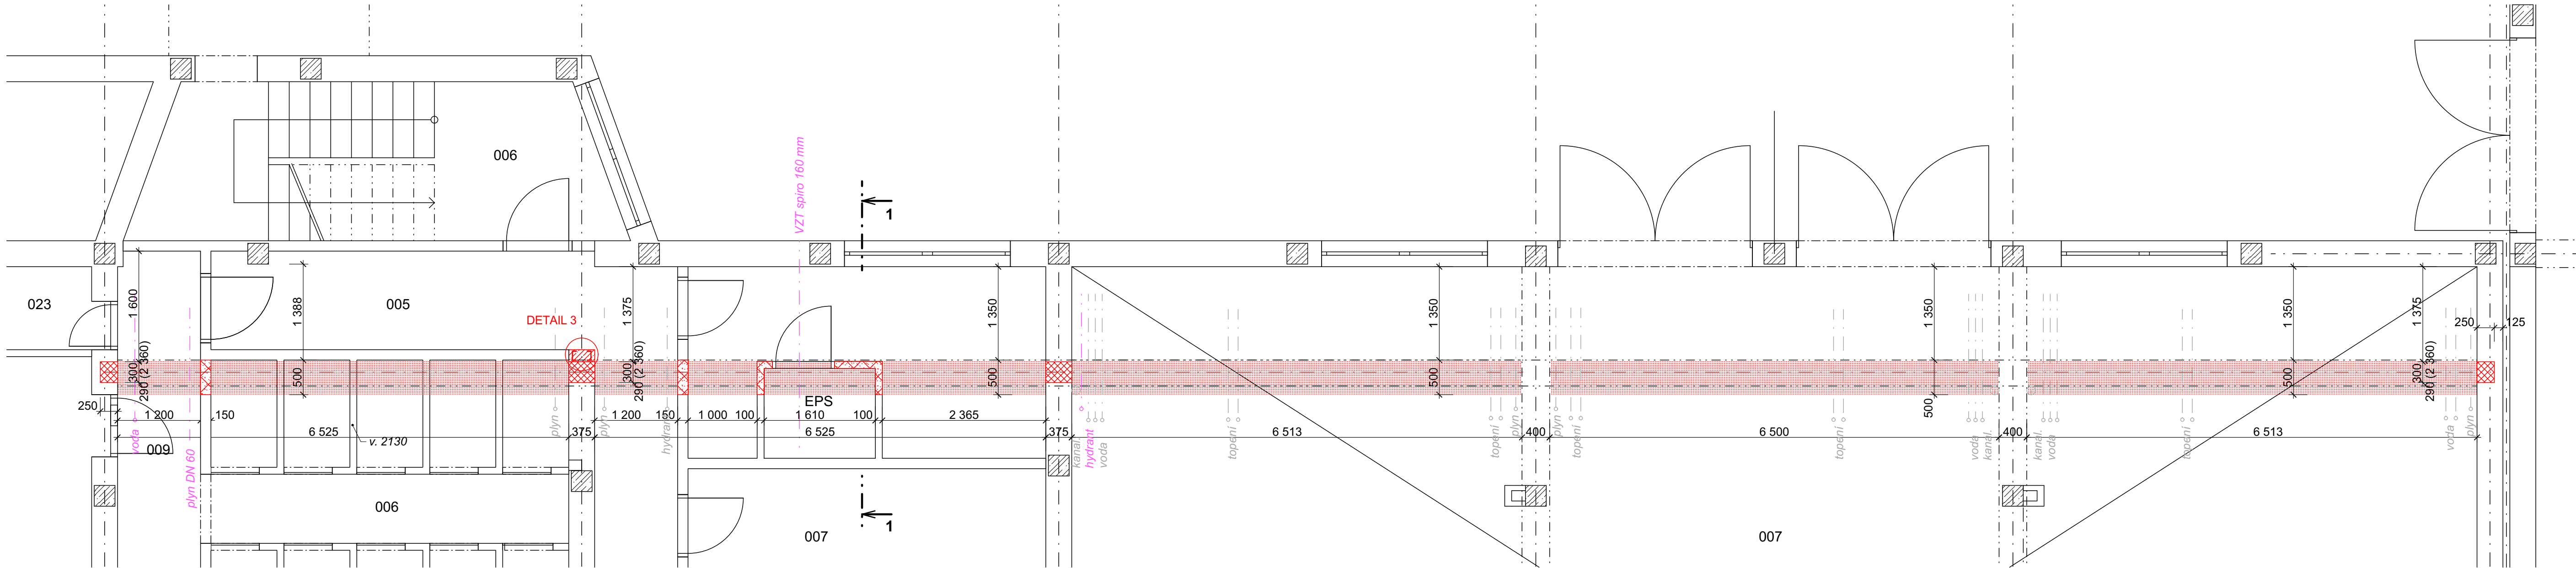 006
VZT spiro 160 mm
1
023
1 600
1 388
005
DETAIL 3
1 375
1 350
1 350
1 350
1 350
1 375
250
125
300
290 (2 360)
500
300
290 (2 360)
500
500
500
500
300
290 (2 360)
250
1 200
150
EPS
1 200
150
1 000
100
1 610
100
2 365
6 525
v. 2130
375
6 525
375
6 513
400
6 500
400
6 513
voda
009
plyn DN 60
plyn
plyn
hydrant
kanal.
hydrant
voda
topení
topení
plyn
plyn
topení
topení
voda
kanal.
kanal.
voda
topení
voda
plyn
006
1
007
007